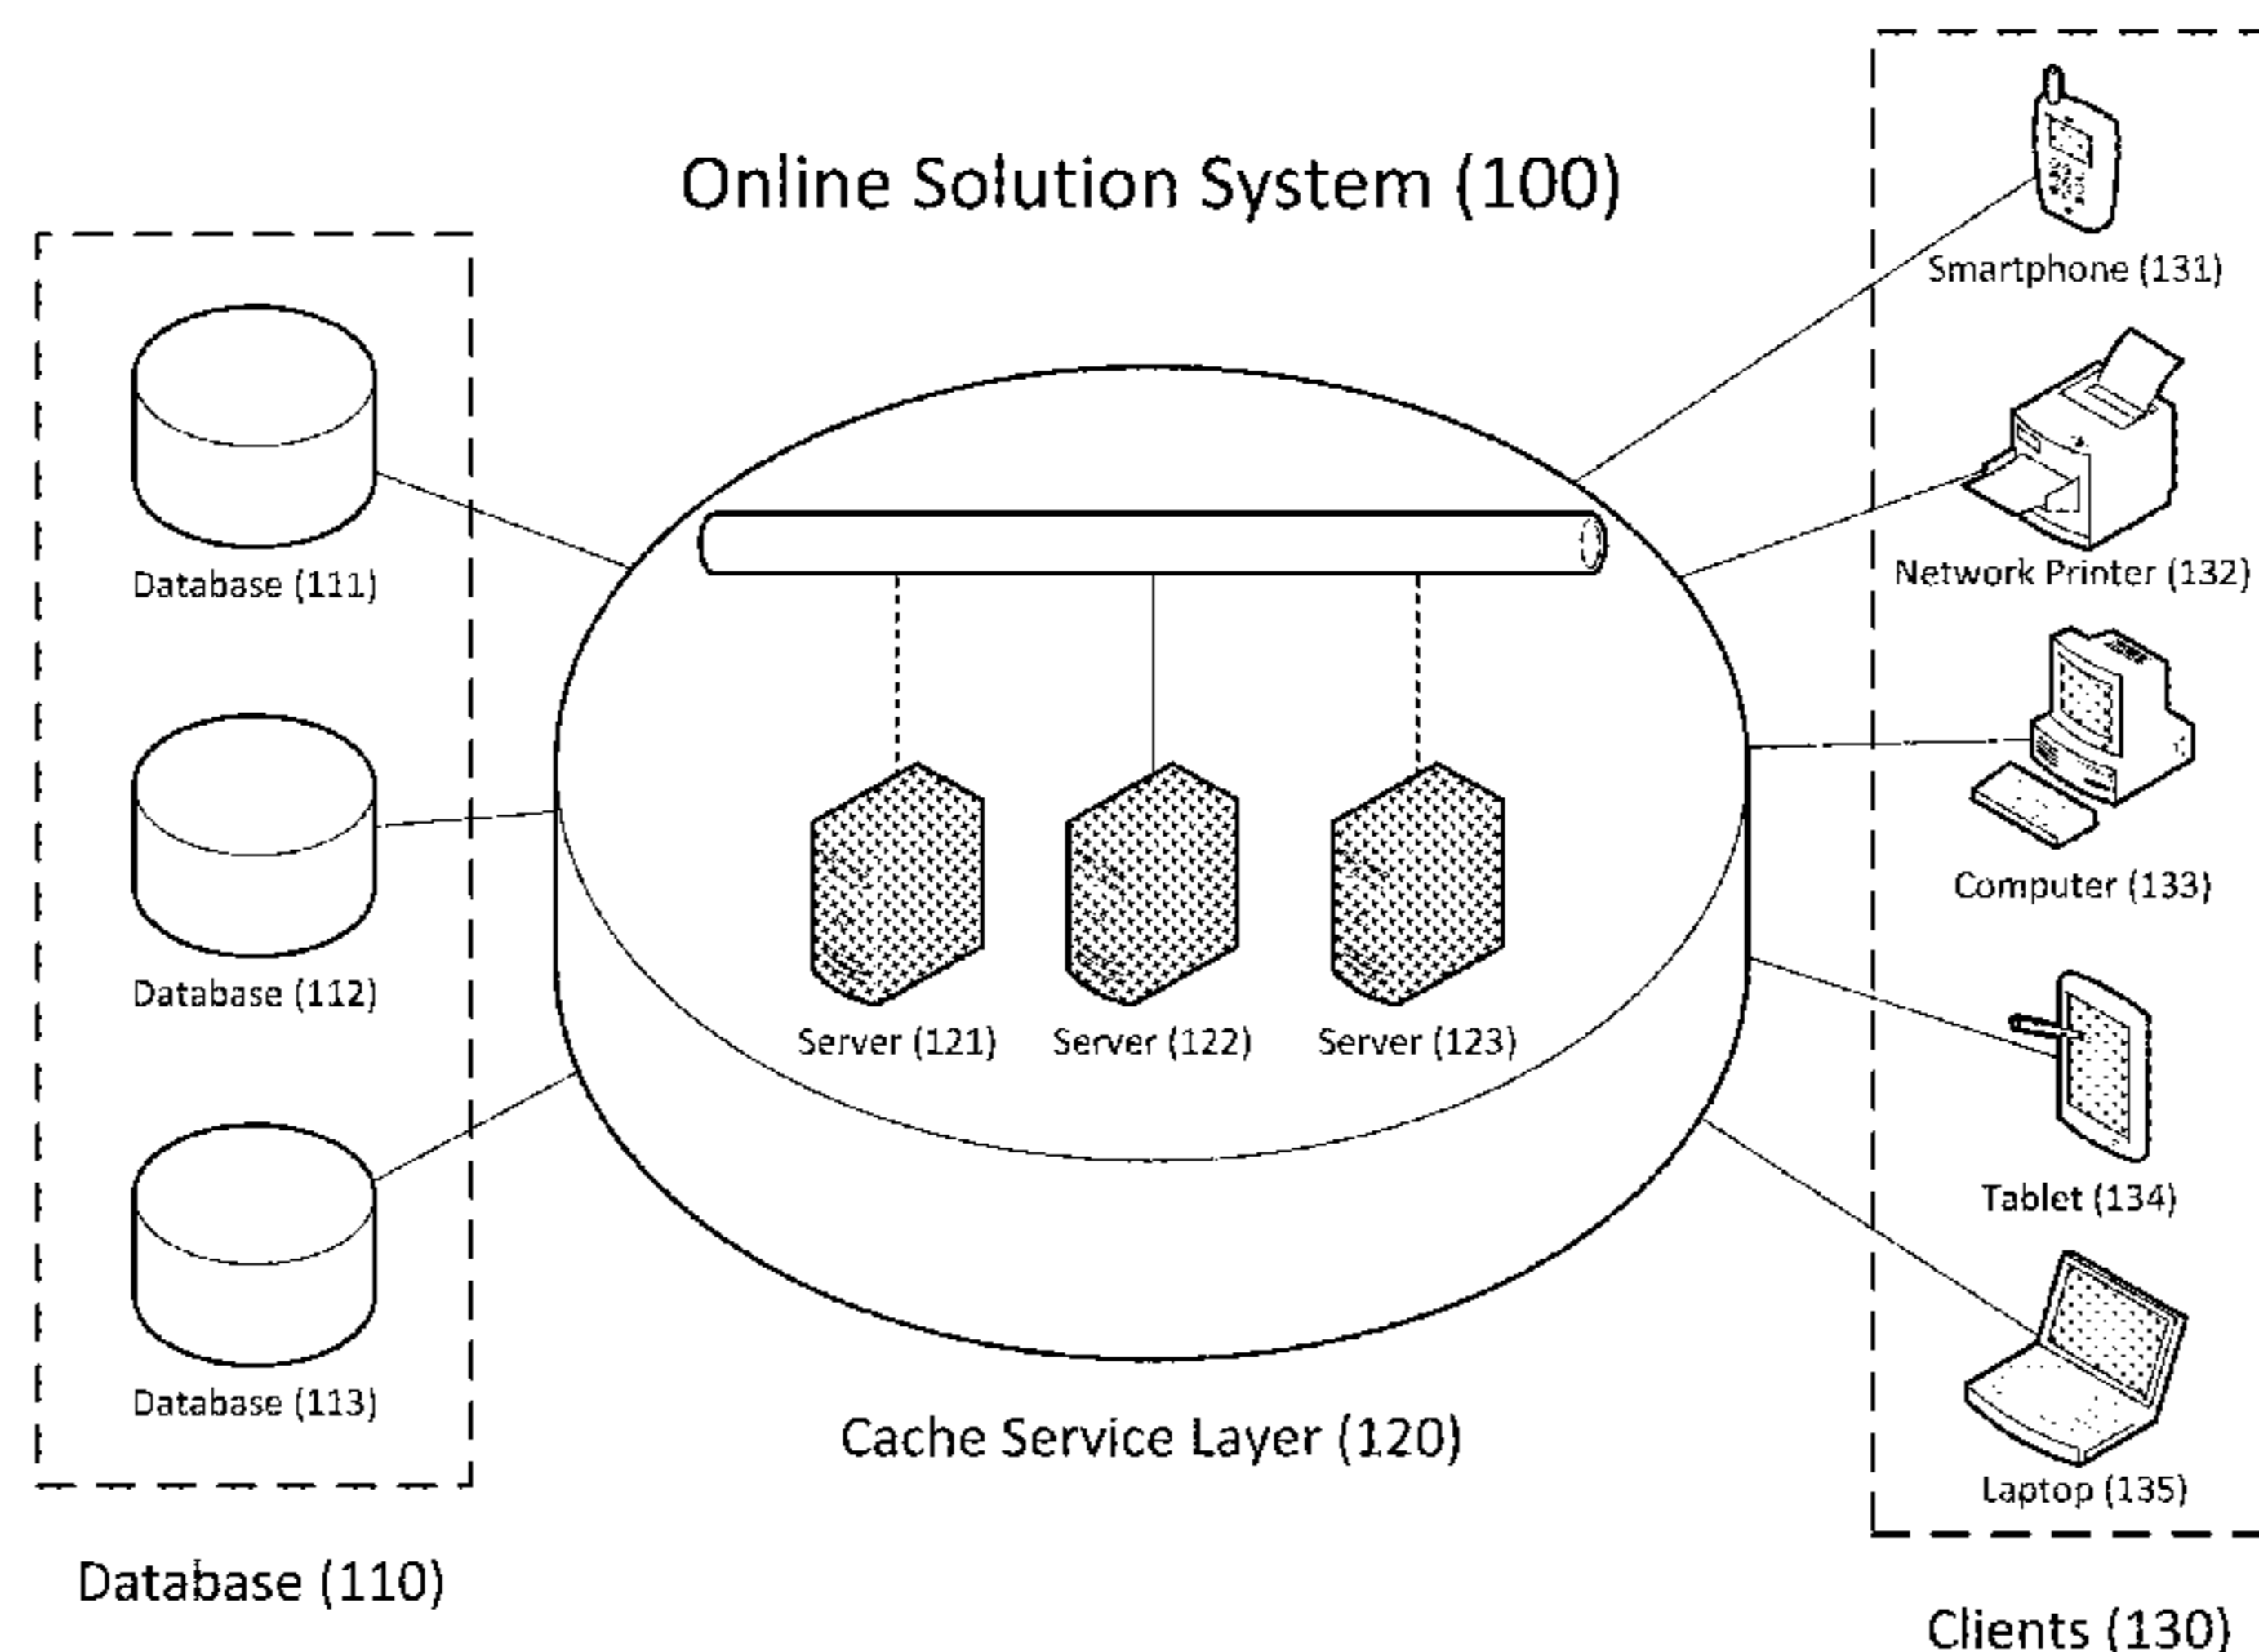 Online Solution System (100)
Database (111)
Database (112)
Database (113)
Database (110)
Server (121)
Server (122)
Server (123)
Cache Service Layer (120)
Smartphone (131)
Network Printer (132)
Computer (133)
Tablet (134)
Laptop (135)
Clients (130)